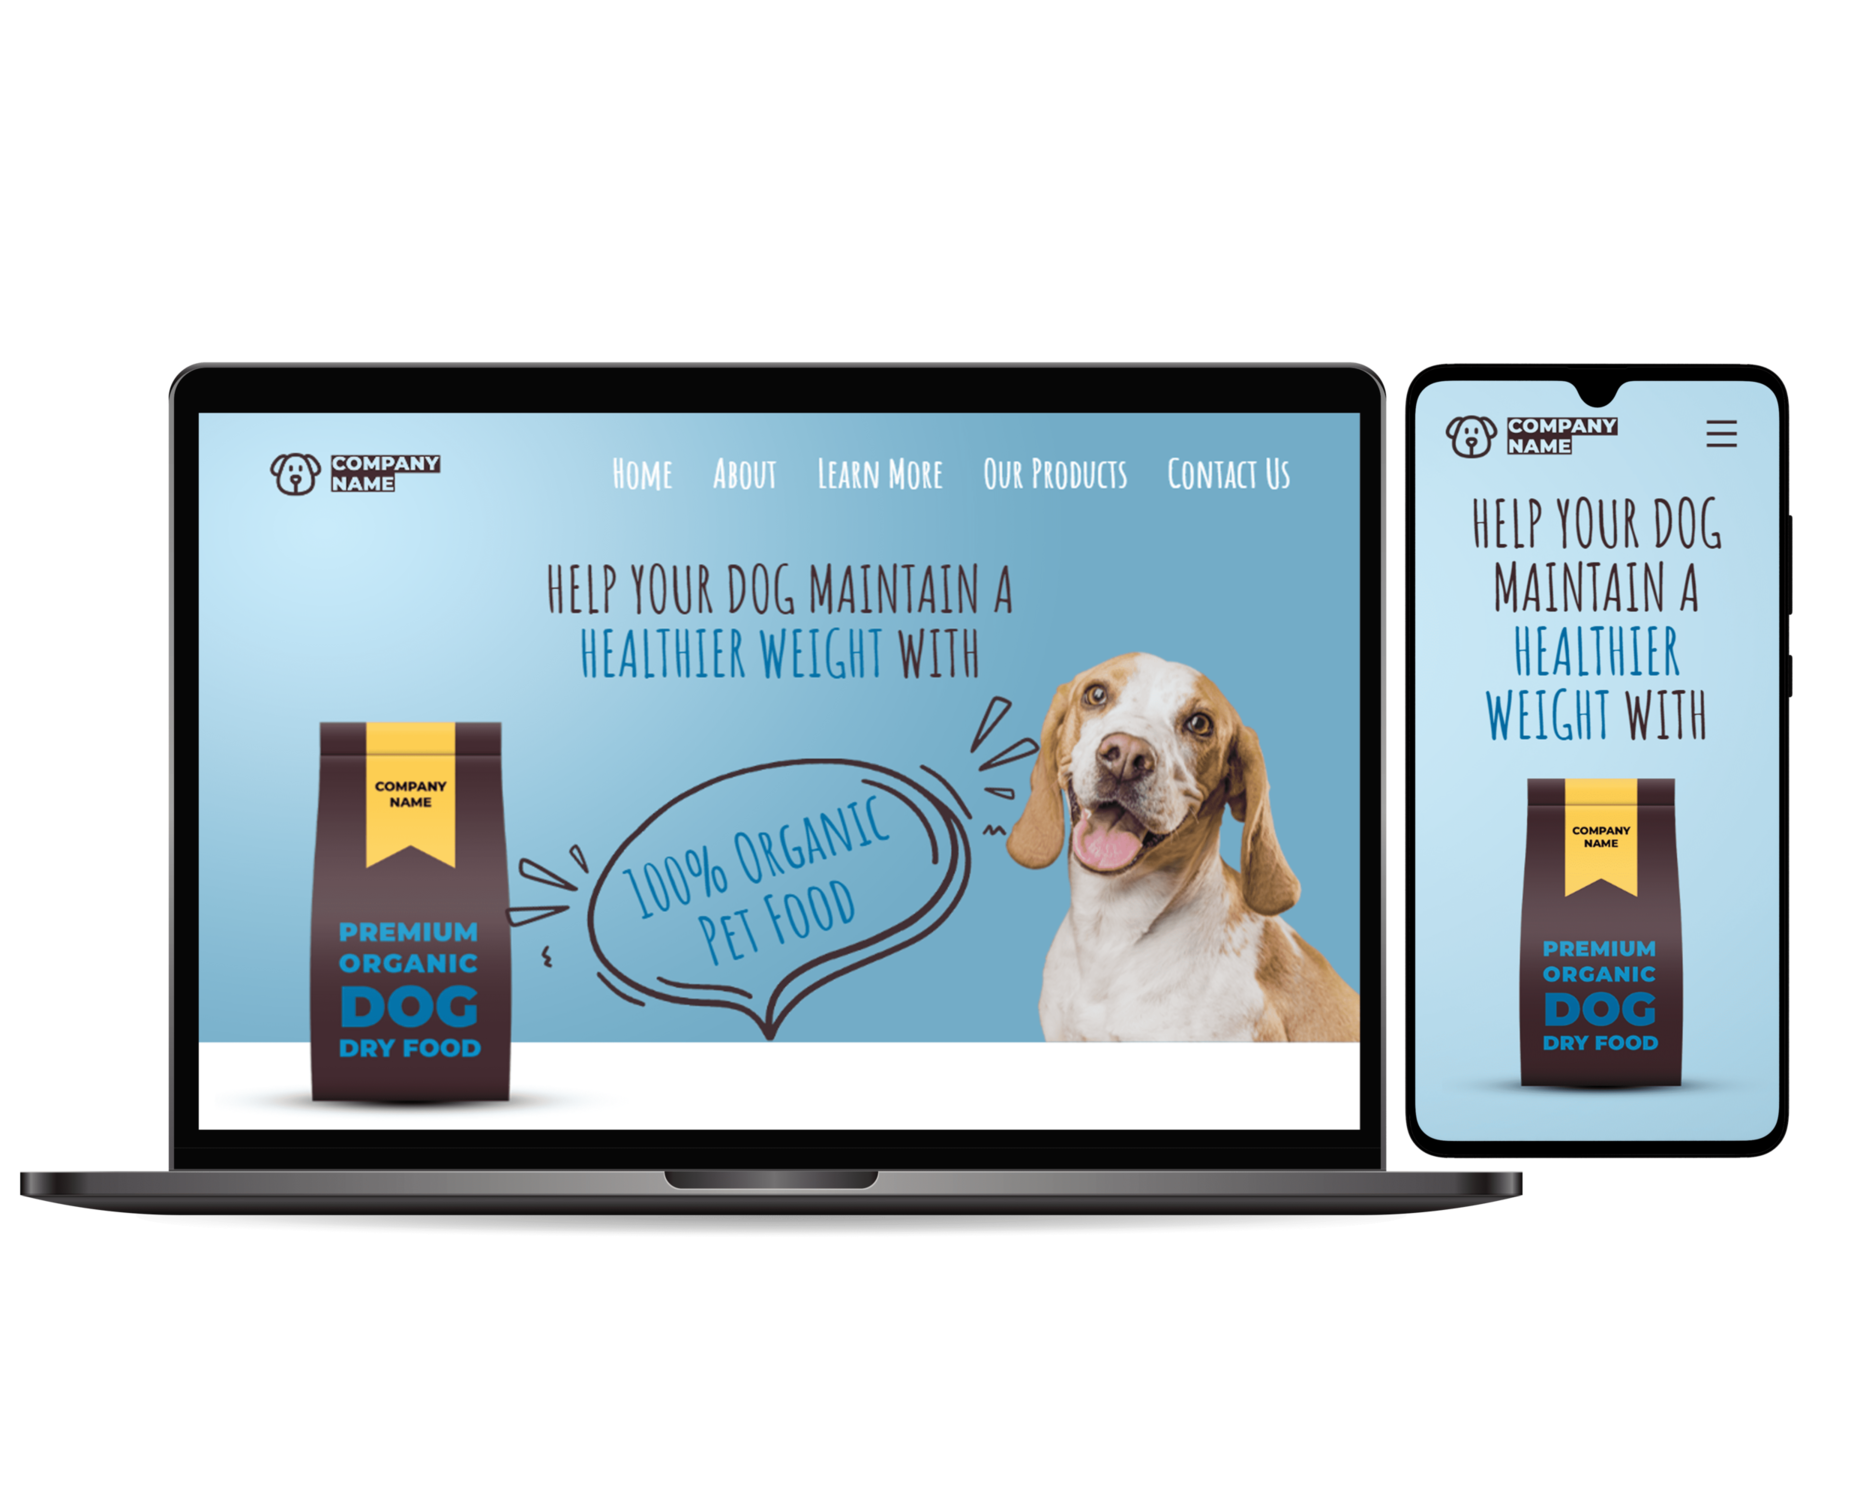 COMPANY
NAME
Home About Learn More Our Products Contact Us
HELP YOUR DOG MAINTAIN A
HEALTHIER WEIGHT WITH
COMPANY
NAME
PREMIUM
ORGANIC
DOG
DRY FOOD
100% Organic
Pet Food
COMPANY
NAME
HELP YOUR DOG
MAINTAIN A
HEALTHIER
WEIGHT WITH
COMPANY
NAME
PREMIUM
ORGANIC
DOG
DRY FOOD